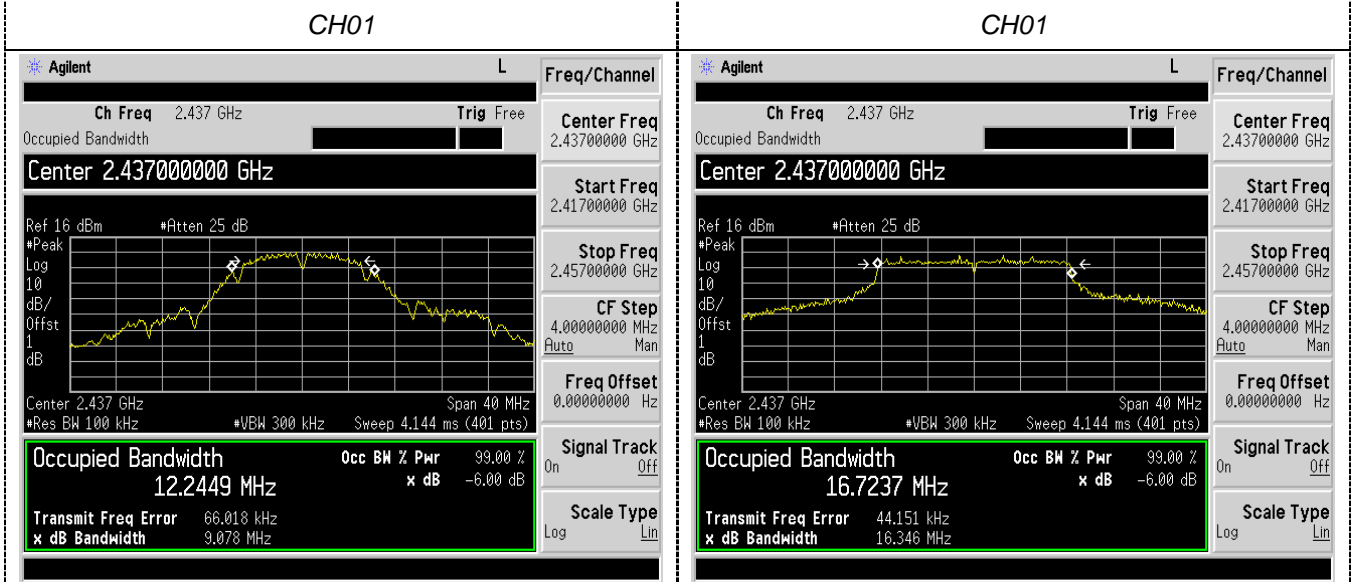 CH01
Agilent L
Freq/Channel
Ch Freq 2.437 GHz Trig Free
Occupied Bandwidth
Center 2.437000000 GHz
Ref 16 dBm #Atten 25 dB
#Peak
Log
10
dB/
Offst
1
dB
Center 2.437 GHz Span 40 MHz
#Res BW 100 kHz #VBW 300 kHz Sweep 4.144 ms (401 pts)
Occupied Bandwidth Occ BW % Pwr 99.00 %
12.2449 MHz x dB -6.00 dB
Transmit Freq Error 66.018 kHz
x dB Bandwidth 9.078 MHz
Center Freq
2.43700000 GHz
Start Freq
2.41700000 GHz
Stop Freq
2.45700000 GHz
CF Step
4.00000000 MHz
Auto Man
Freq Offset
0.00000000 Hz
Signal Track
On Off
Scale Type
Log Lin
CH01
Agilent L
Freq/Channel
Ch Freq 2.437 GHz Trig Free
Occupied Bandwidth
Center 2.437000000 GHz
Ref 16 dBm #Atten 25 dB
#Peak
Log
10
dB/
Offst
1
dB
Center 2.437 GHz Span 40 MHz
#Res BW 100 kHz #VBW 300 kHz Sweep 4.144 ms (401 pts)
Occupied Bandwidth Occ BW % Pwr 99.00 %
16.7237 MHz x dB -6.00 dB
Transmit Freq Error 44.151 kHz
x dB Bandwidth 16.346 MHz
Center Freq
2.43700000 GHz
Start Freq
2.41700000 GHz
Stop Freq
2.45700000 GHz
CF Step
4.00000000 MHz
Auto Man
Freq Offset
0.00000000 Hz
Signal Track
On Off
Scale Type
Log Lin